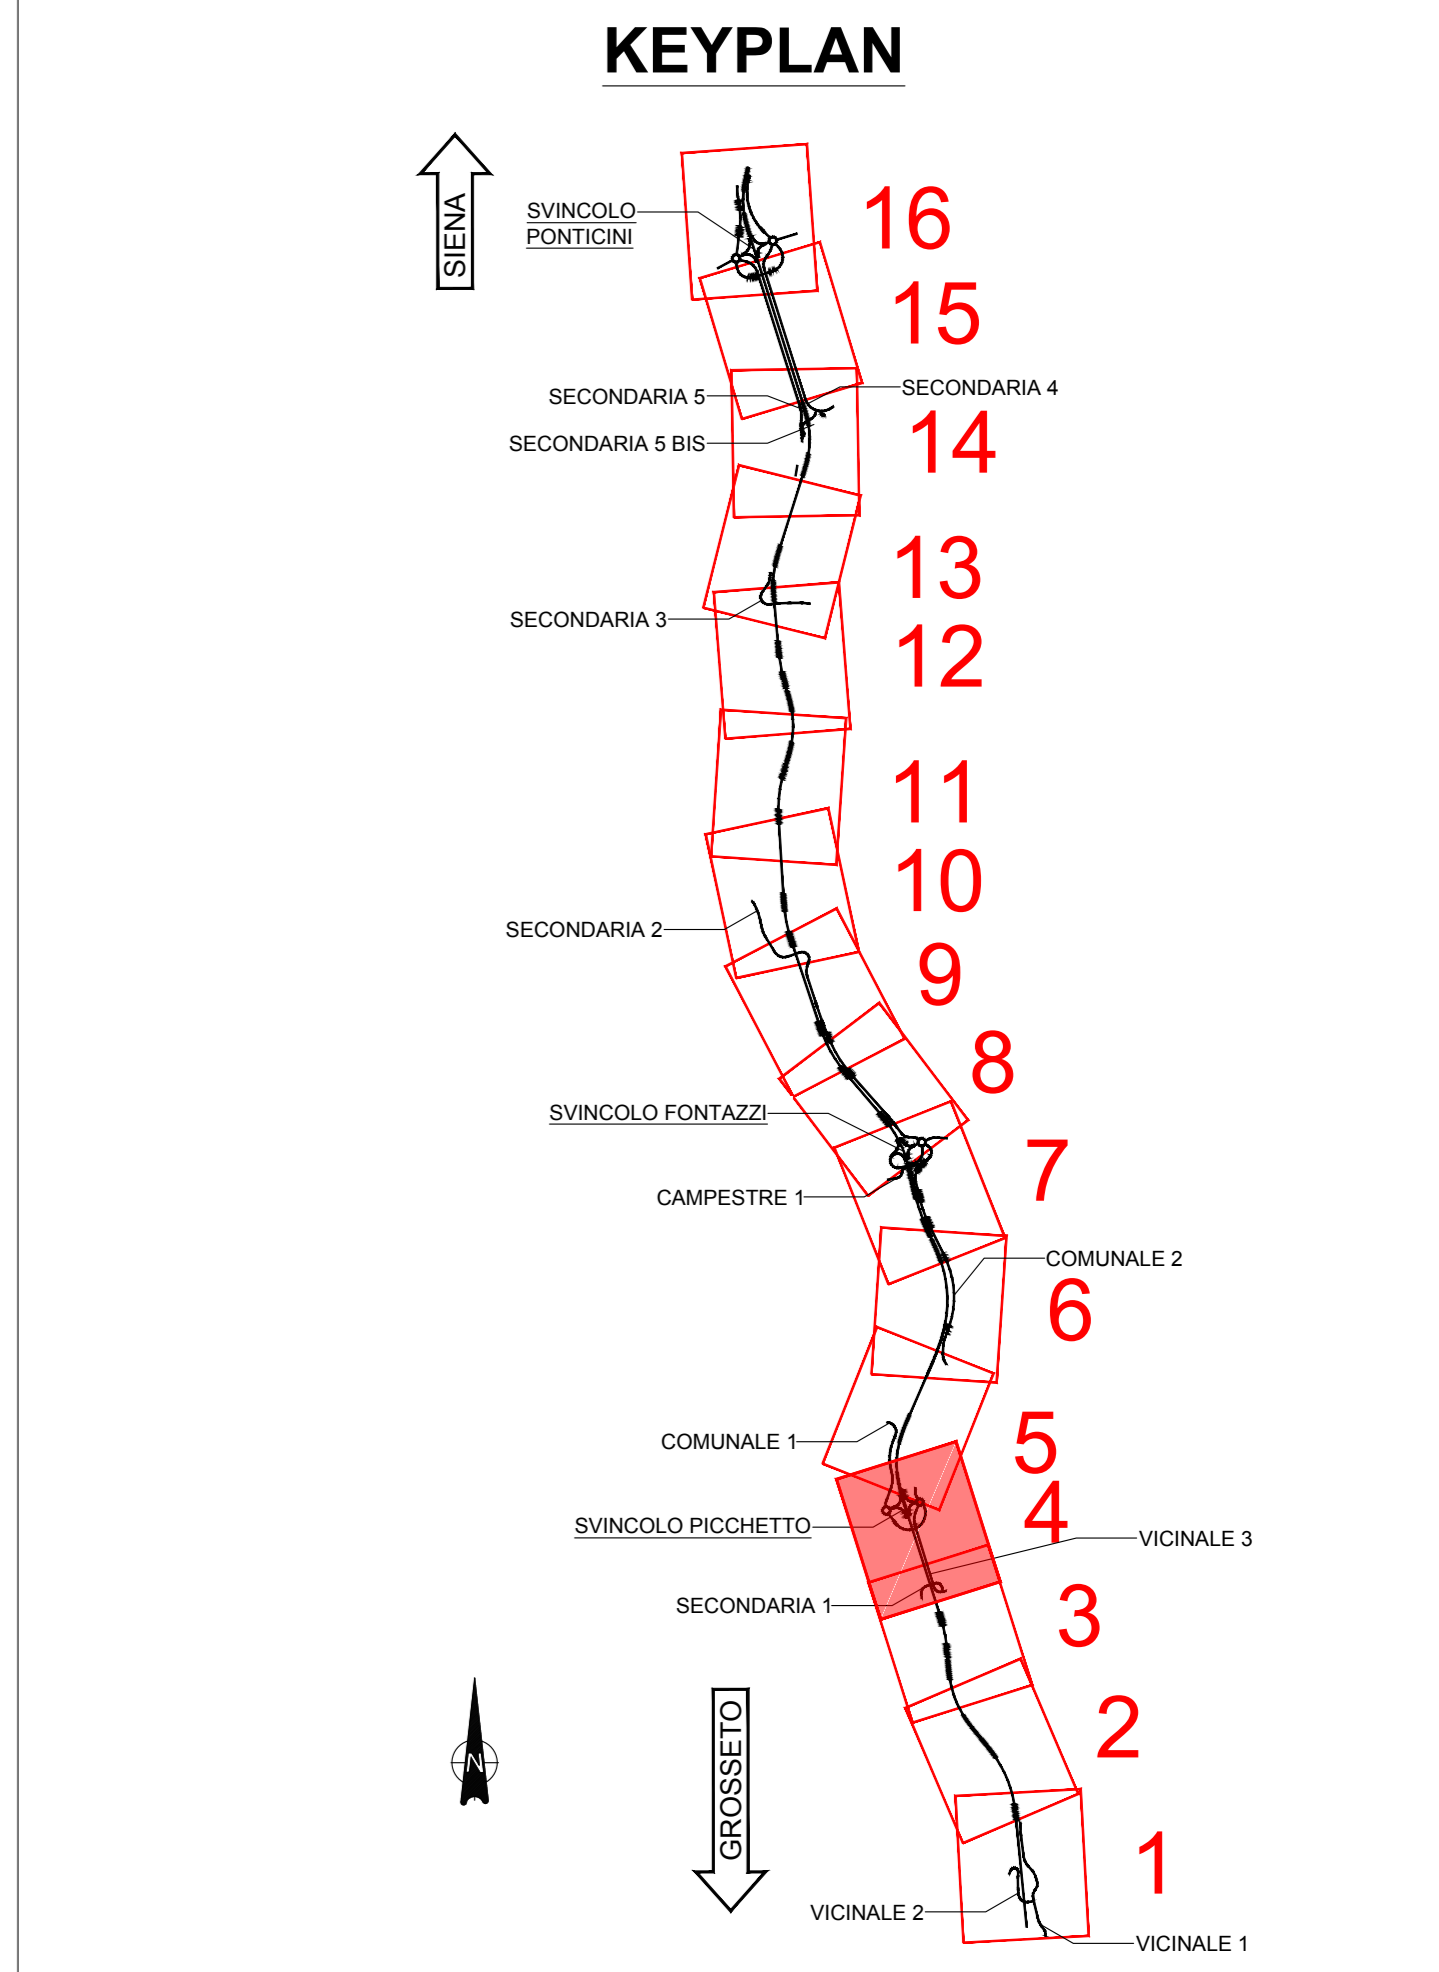 KEYPLAN
SIENA
SVINCOLO
PONTICINI
16
15
SECONDARIA 5
SECONDARIA 4
14
SECONDARIA 5 BIS
13
SECONDARIA 3
12
11
10
SECONDARIA 2
9
8
SVINCOLO FONTAZZI
7
CAMPESTRE 1
COMUNALE 2
6
COMUNALE 1
5
4
SVINCOLO PICCHETTO
VICINALE 3
SECONDARIA 1
3
2
N
GROSSETO
1
VICINALE 2
VICINALE 1